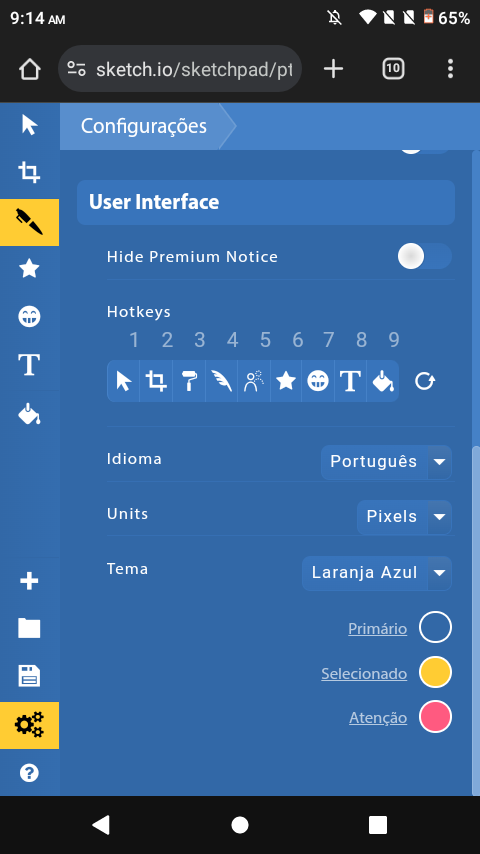 9:14 AM 65%
sketch.io/sketchpad/pt
10
Configurações
User Interface
Hide Premium Notice
Hotkeys
1 2 3 4 5 6 7 8 9
Idioma Português
Units Pixels
Tema Laranja Azul
Primário
Selecionado
Atenção